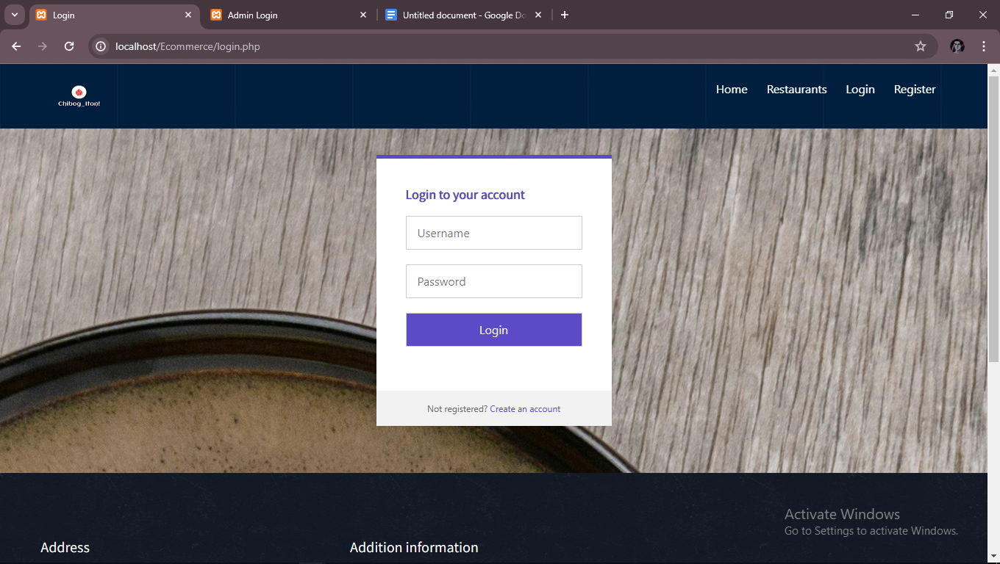 Login
Admin Login
Untitled document - Google Do
localhost/Ecommerce/login.php
Chibog_Iton!
Home
Restaurants
Login
Register
Login to your account
Username
Password
Login
Not registered? Create an account
Activate Windows
Go to Settings to activate Windows.
Address
Addition information